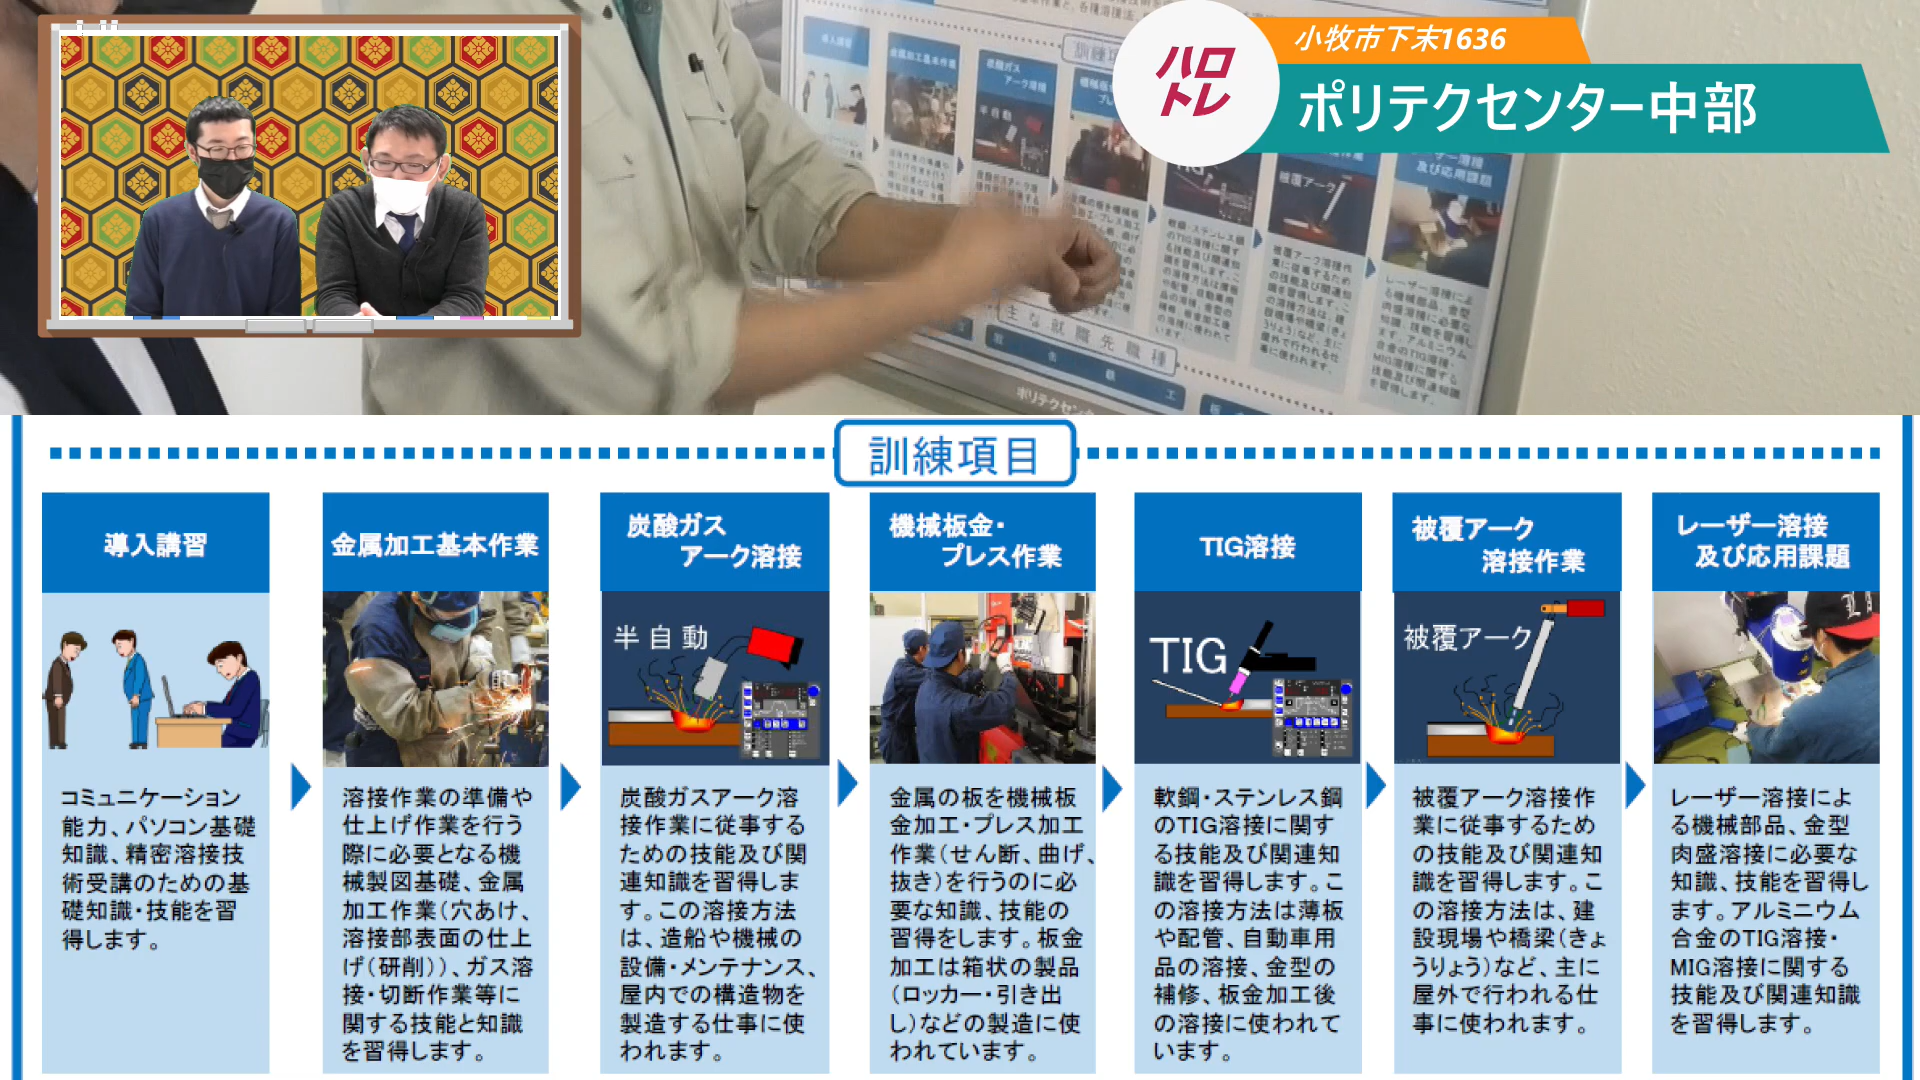 ハロ
トレ
小牧市下末1636
ポリテクセンター中部
主な就職先職種
訓練項目
導入講習
コミュニケーション
能力、パソコン基礎
知識、精密溶接技
術受講のための基
礎知識・技能を習
得します。
金属加工基本作業
溶接作業の準備や
仕上げ作業を行う
際に必要となる機
械製図基礎、金属
加工作業(穴あけ、
溶接部表面の仕上
げ(研削))、ガス溶
接・切断作業等に
関する技能と知識
を習得します。
炭酸ガス
アーク溶接
半自動
炭酸ガスアーク溶
接作業に従事する
ための技能及び関
連知識を習得しま
す。この溶接方法
は、造船や機械の
設備・メンテナンス、
屋内での構造物を
製造する仕事に使
われます。
機械板金・
プレス作業
金属の板を機械板
金加工・プレス加工
作業(せん断、曲げ、
抜き)を行うのに必
要な知識、技能の
習得をします。板金
加工は箱状の製品
(ロッカー・引き出
し)などの製造に使
われています。
TIG溶接
TIG
軟鋼・ステンレス鋼
のTIG溶接に関す
る技能及び関連知
識を習得します。こ
の溶接方法は薄板
や配管、自動車用
品の溶接、金型の
補修、板金加工後
の溶接に使われて
います。
被覆アーク
溶接作業
被覆アーク
被覆アーク溶接作
業に従事するため
の技能及び関連知
識を習得します。こ
の溶接方法は、建
設現場や橋梁(きょ
うりょう)など、主に
屋外で行われる仕
事に使われます。
レーザー溶接
及び応用課題
レーザー溶接によ
る機械部品、金型
肉盛溶接に必要な
知識、技能を習得し
ます。アルミニウム
合金のTIG溶接・
MIG溶接に関する
技能及び関連知識
を習得します。